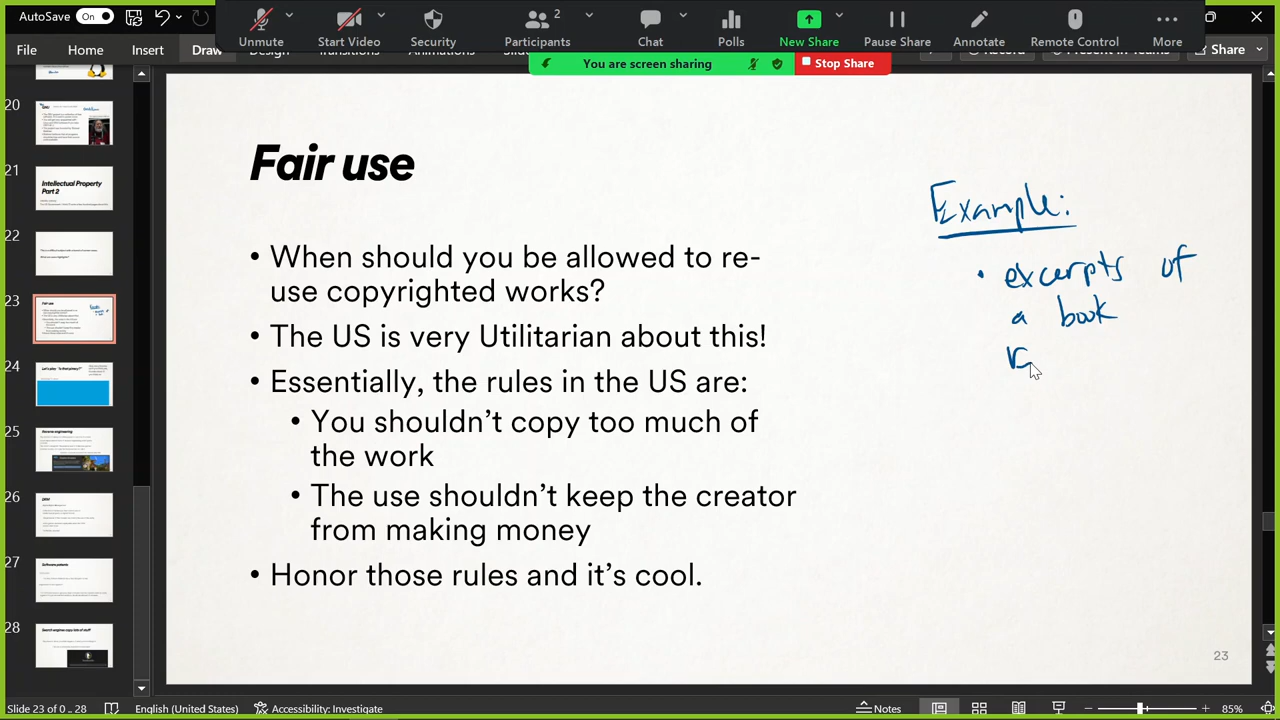 AutoSave On
Unmute
Start Video
Security
Participants 2
Chat
Polls
New Share
Pause Share
Annotate
Remote Control
More
File Home Insert Draw
Share
You are screen sharing
Stop Share
20
21
Intellectual Property
Part 2
22
23
24
25
26
27
28
Fair use
• When should you be allowed to re-
use copyrighted works?
• The US is very Utilitarian about this!
• Essentially, the rules in the US are:
• You shouldn't copy too much of
the work
• The use shouldn't keep the creator
from making money
• Honor those rules and it's cool.
Example:
• excerpts of
a book
23
Slide 23 of 0 - 28
English (United States)
Accessibility: Investigate
Notes
85%